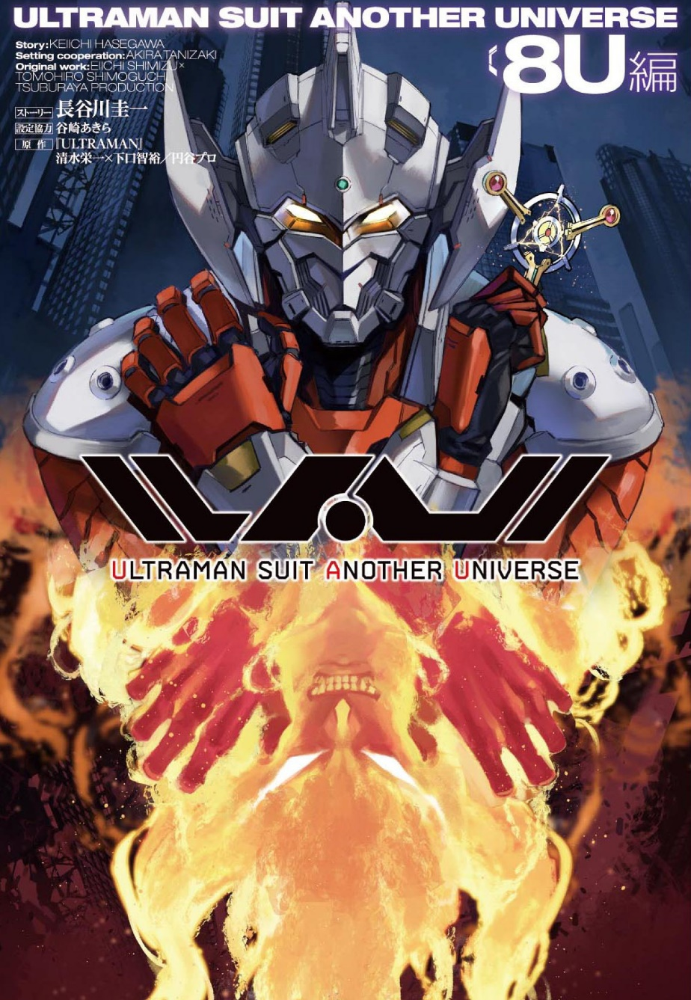 ULTRAMAN SUIT ANOTHER UNIVERSE
Story:KEIICHI HASEGAWA
Setting cooperation:AKIRA TANIZAKI
Original work:EIICHI SHIMIZU×
TOMOHIRO SHIMOGUCHI
TSUBURAYA PRODUCTION
'8U編
ストーリー 長谷川圭一
設定協力 谷崎あきら
原作 『ULTRAMAN』
清水栄一×下口智裕/円谷プロ
ULTRAMAN SUIT ANOTHER UNIVERSE